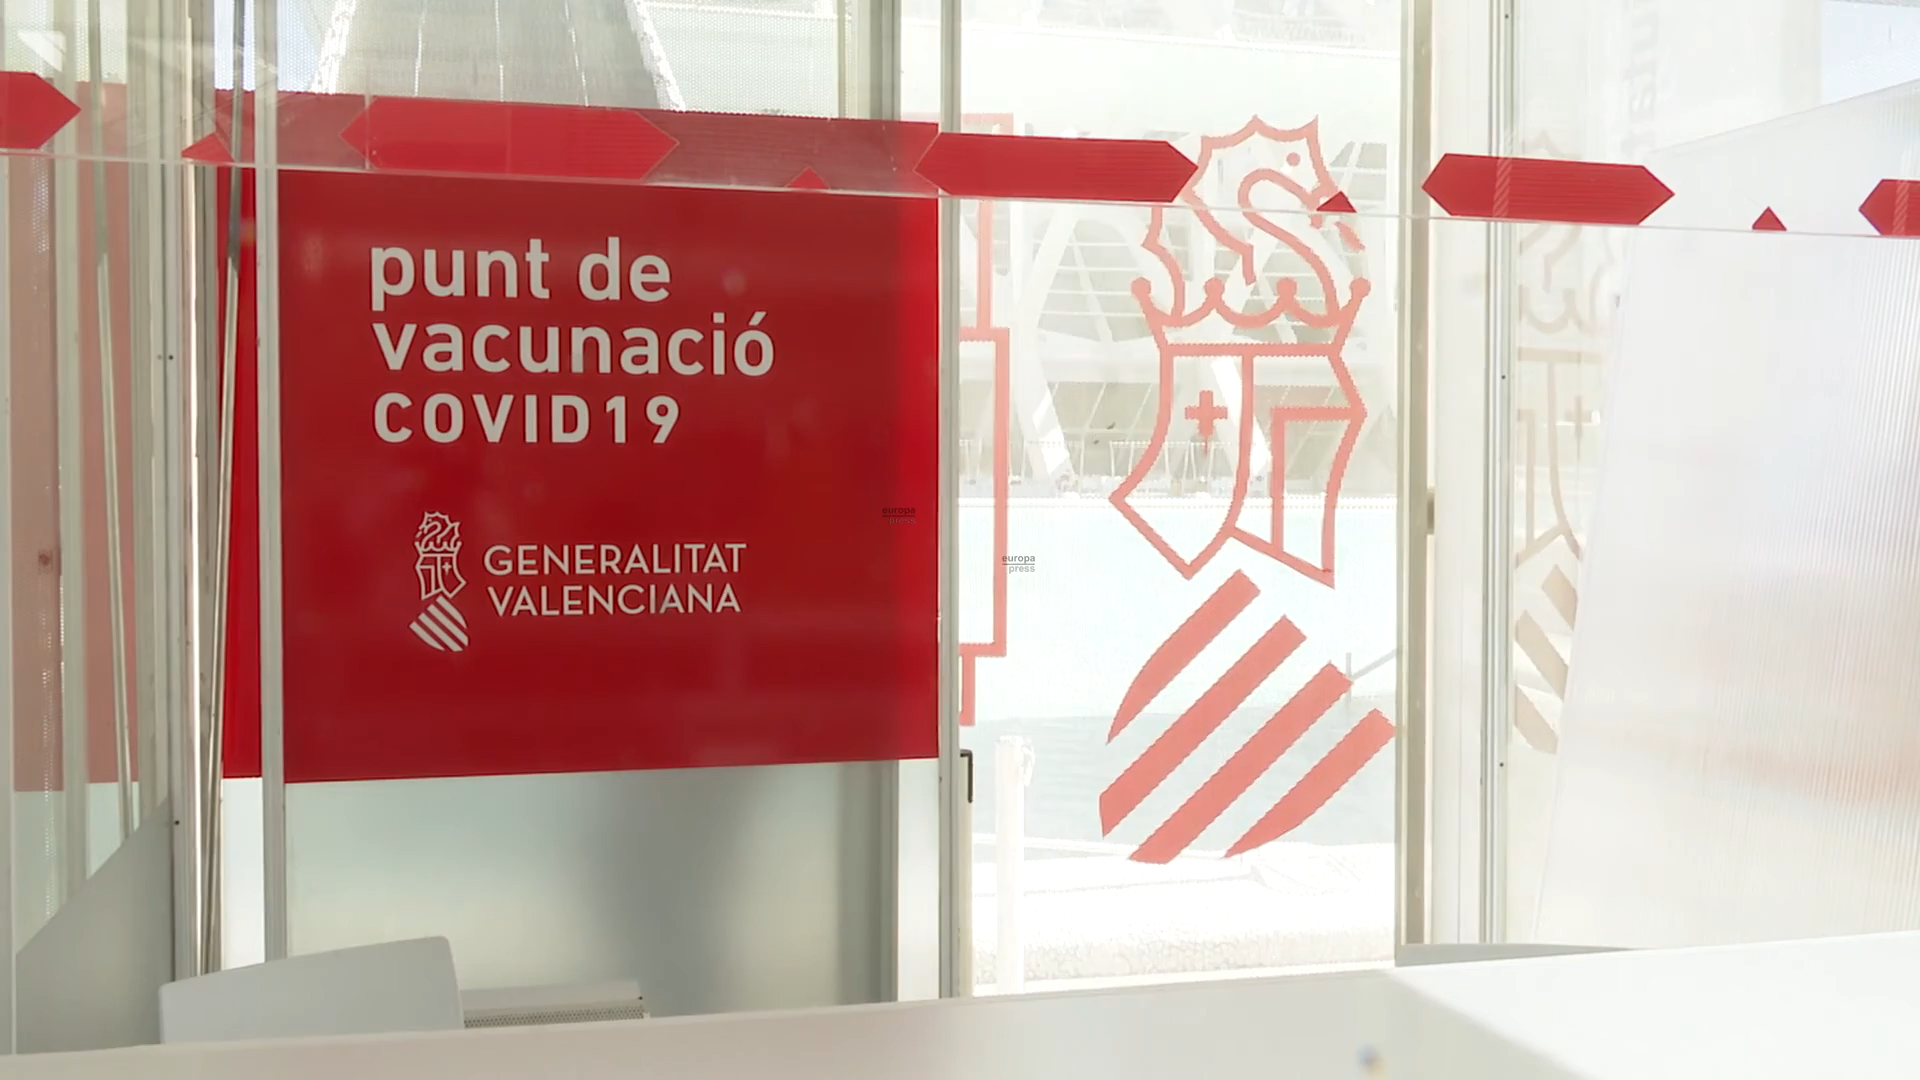 punt de
vacunació
COVID19
GENERALITAT
VALENCIANA
europa
press
europa
press